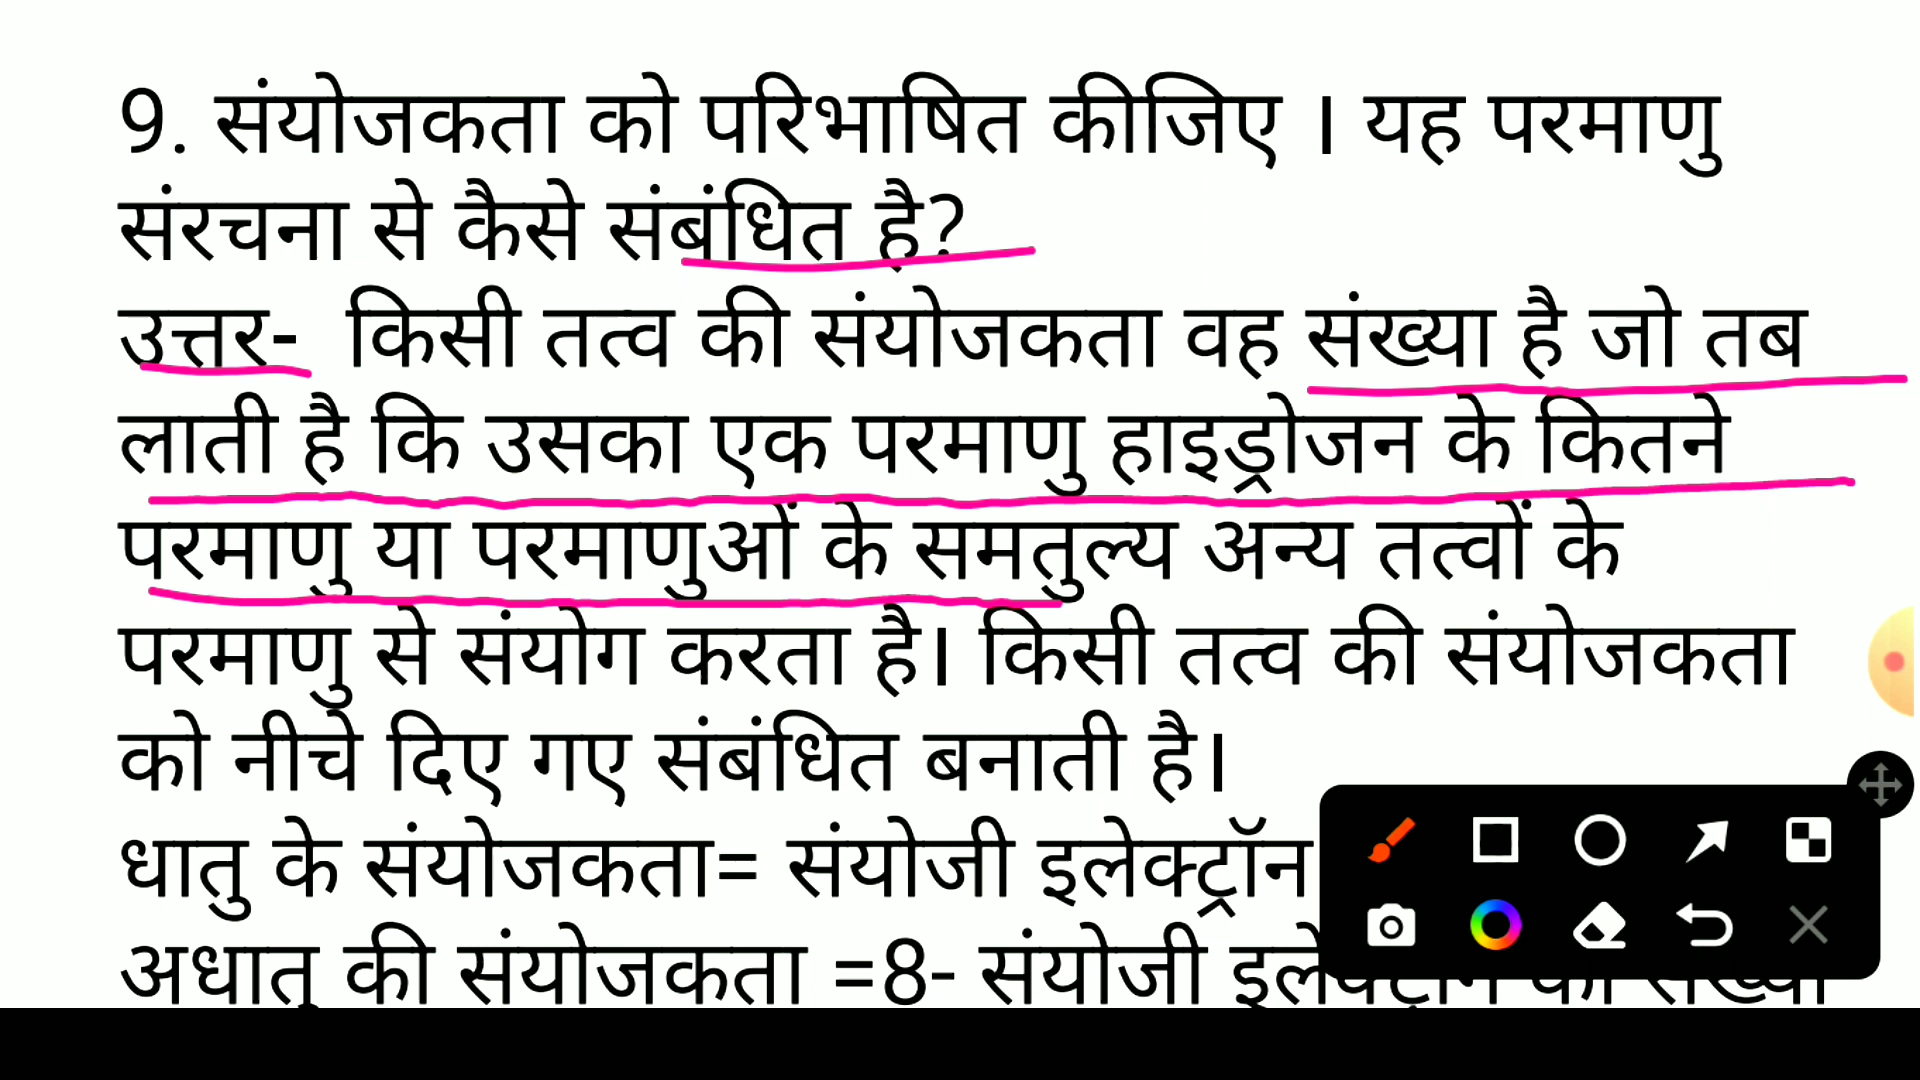 9. संयोजकता को परिभाषित कीजिए । यह परमाणु
संरचना से कैसे संबंधित है?
उत्तर- किसी तत्व की संयोजकता वह संख्या है जो तब
लाती है कि उसका एक परमाणु हाइड्रोजन के कितने
परमाणु या परमाणुओं के समतुल्य अन्य तत्वों के
परमाणु से संयोग करता है। किसी तत्व की संयोजकता
को नीचे दिए गए संबंधित बनाती है।
धातु के संयोजकता= संयोजी इलेक्ट्रॉन
अधातु की संयोजकता =8- संयोजी इलेक्ट्रॉन की संख्या